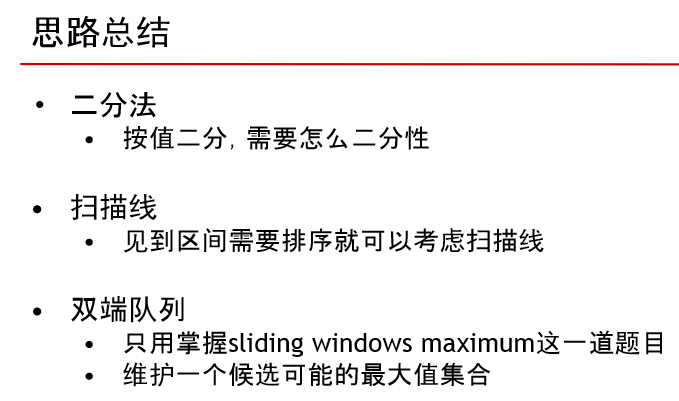 思路总结
• 二分法
• 按值二分，需要怎么二分性
• 扫描线
• 见到区间需要排序就可以考虑扫描线
• 双端队列
• 只用掌握sliding windows maximum这一道题目
• 维护一个候选可能的最大值集合